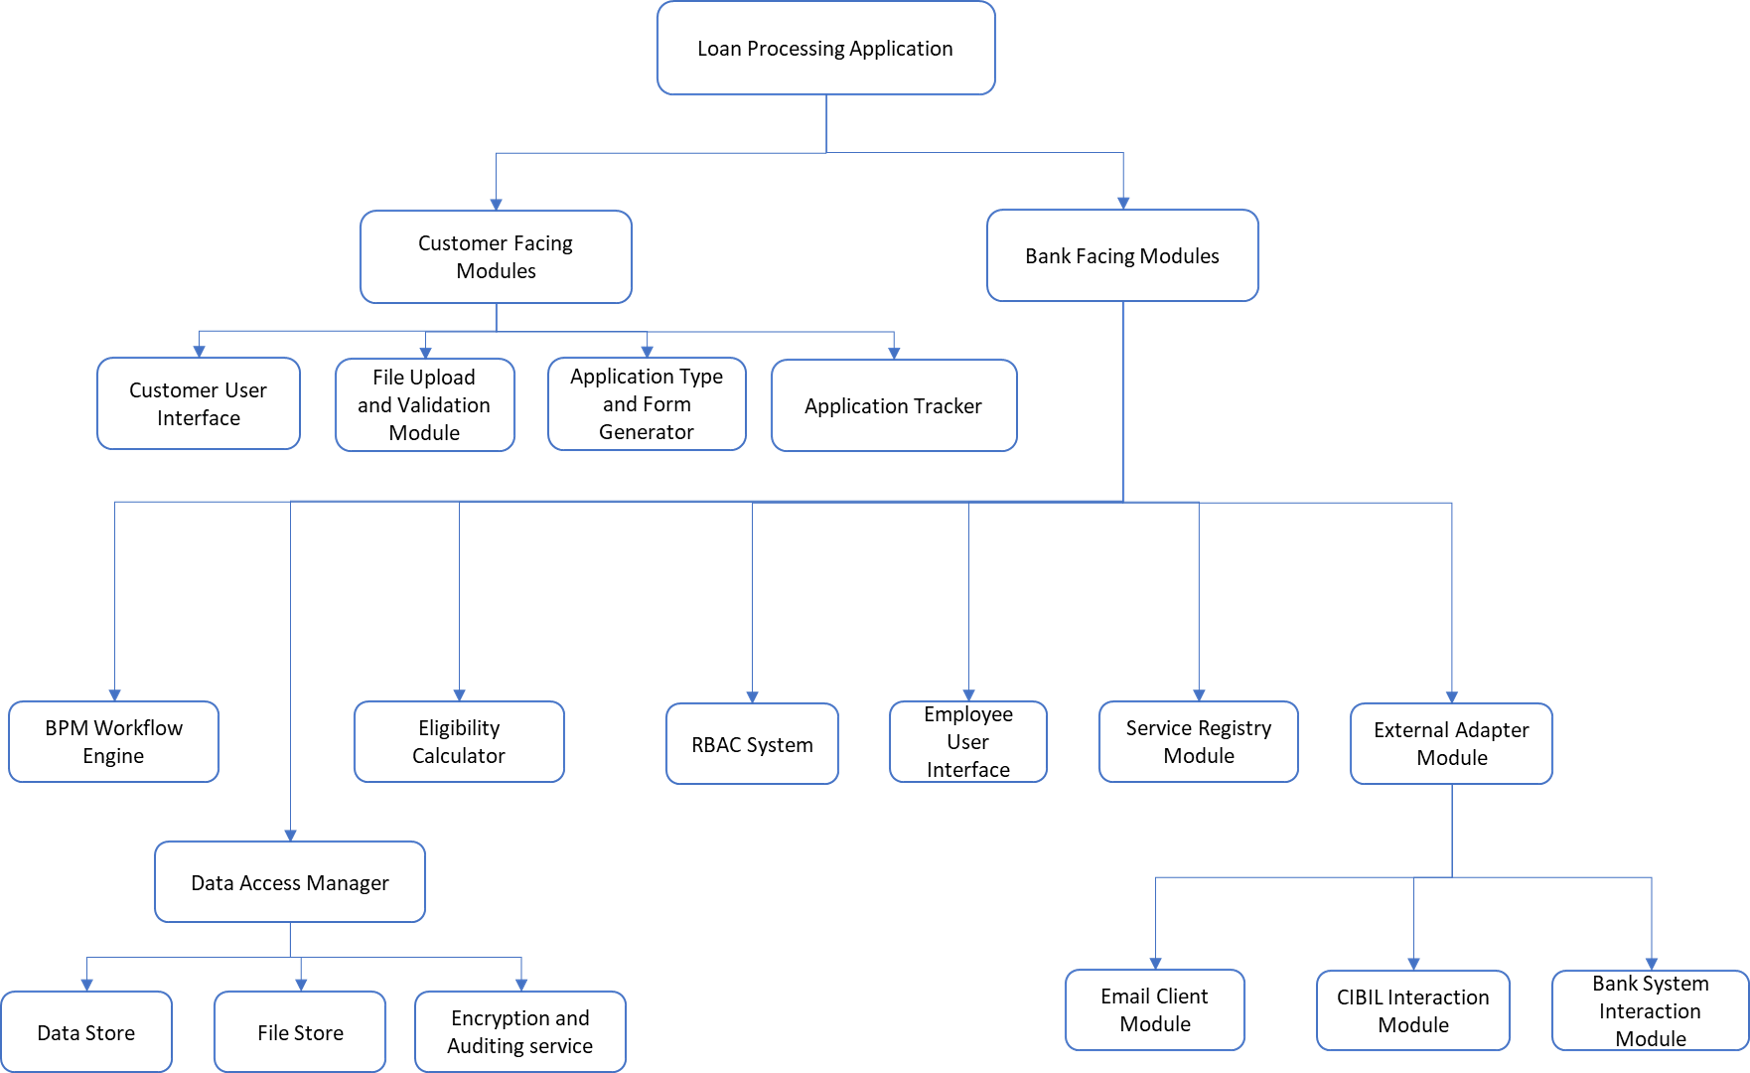 Loan Processing Application
Customer Facing
Modules
Bank Facing Modules
Customer User
Interface
File Upload
and Validation
Module
Application Type
and Form
Generator
Application Tracker
BPM Workflow
Engine
Eligibility
Calculator
RBAC System
Employee
User
Interface
Service Registry
Module
External Adapter
Module
Data Access Manager
Data Store
File Store
Encryption and
Auditing service
Email Client
Module
CIBIL Interaction
Module
Bank System
Interaction
Module